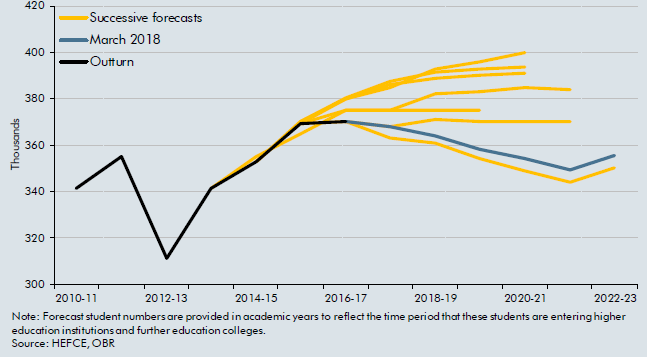 420
400
380
360
340
320
300
Thousands
Successive forecasts
March 2018
Outturn
2010-11
2012-13
2014-15
2016-17
2018-19
2020-21
2022-23
Note: Forecast student numbers are provided in academic years to reflect the time period that these students are entering higher
education institutions and further education colleges.
Source: HEFCE, OBR